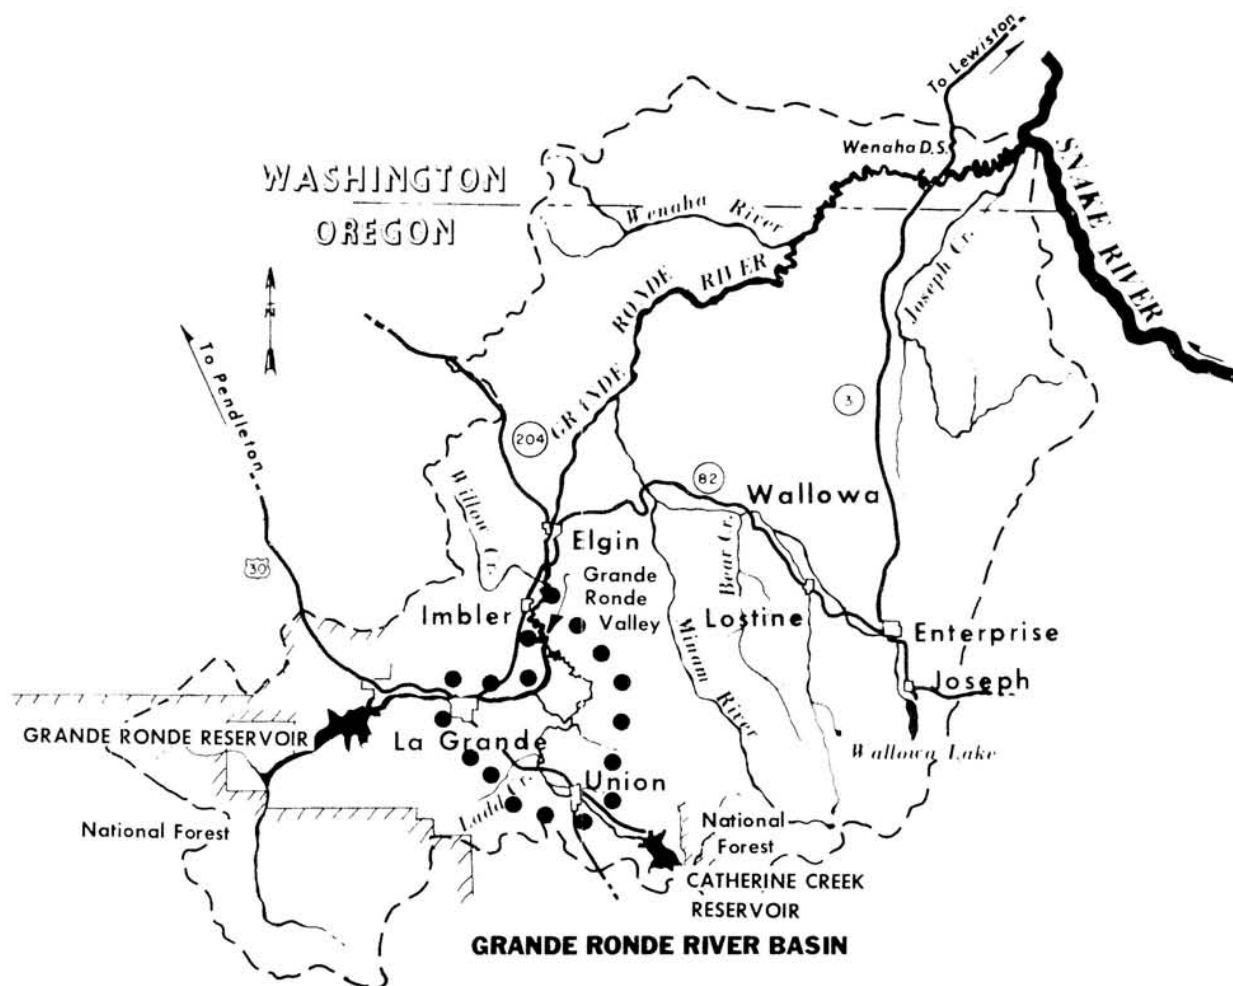 To Lewiston
Wenaha D.S.
SNAKE RIVER
WASHINGTON
OREGON
Wenaha River
Joseph Cr.
N
GRANDE RONDE RIVER
To Pendleton
3
204
82
Willow Cr.
Wallowa
Elgin
Bear Cr.
30
Grande
Ronde
Valley
Imbler
Lostine
Minam River
Enterprise
Joseph
GRANDE RONDE RESERVOIR
La Grande
Wallowa Lake
Union
Ladd Cr.
National Forest
National
Forest
CATHERINE CREEK
RESERVOIR
GRANDE RONDE RIVER BASIN